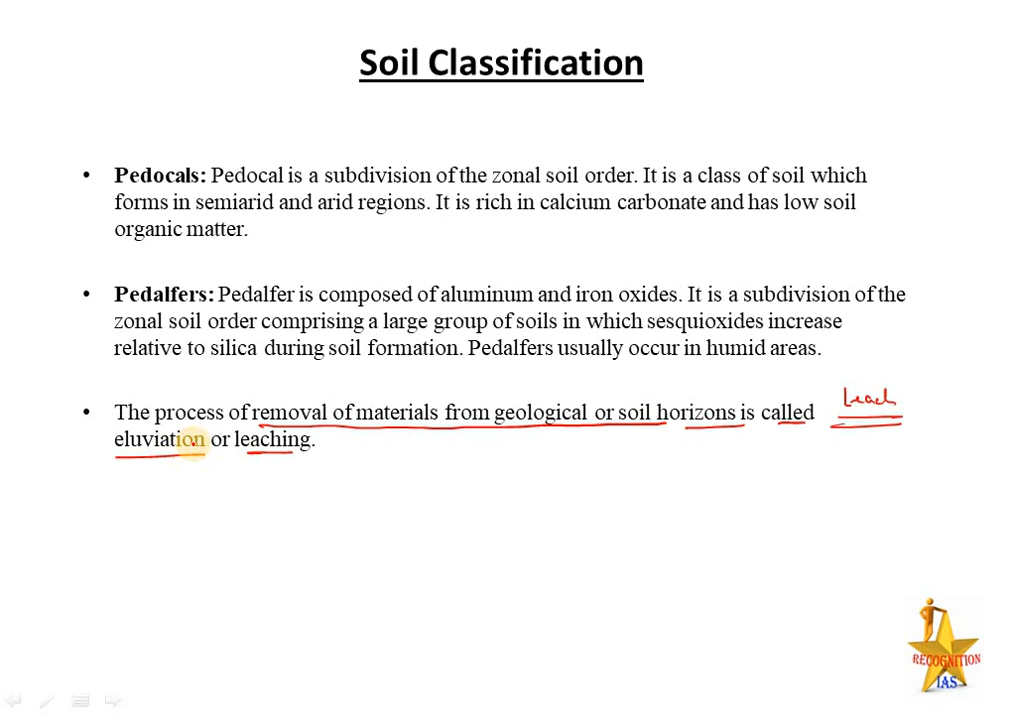 Soil Classification
• Pedocals: Pedocal is a subdivision of the zonal soil order. It is a class of soil which
forms in semiarid and arid regions. It is rich in calcium carbonate and has low soil
organic matter.
• Pedalfers: Pedalfer is composed of aluminum and iron oxides. It is a subdivision of the
zonal soil order comprising a large group of soils in which sesquioxides increase
relative to silica during soil formation. Pedalfers usually occur in humid areas.
• The process of removal of materials from geological or soil horizons is called
Leach
eluviation or leaching.
RECOGNITION
IAS